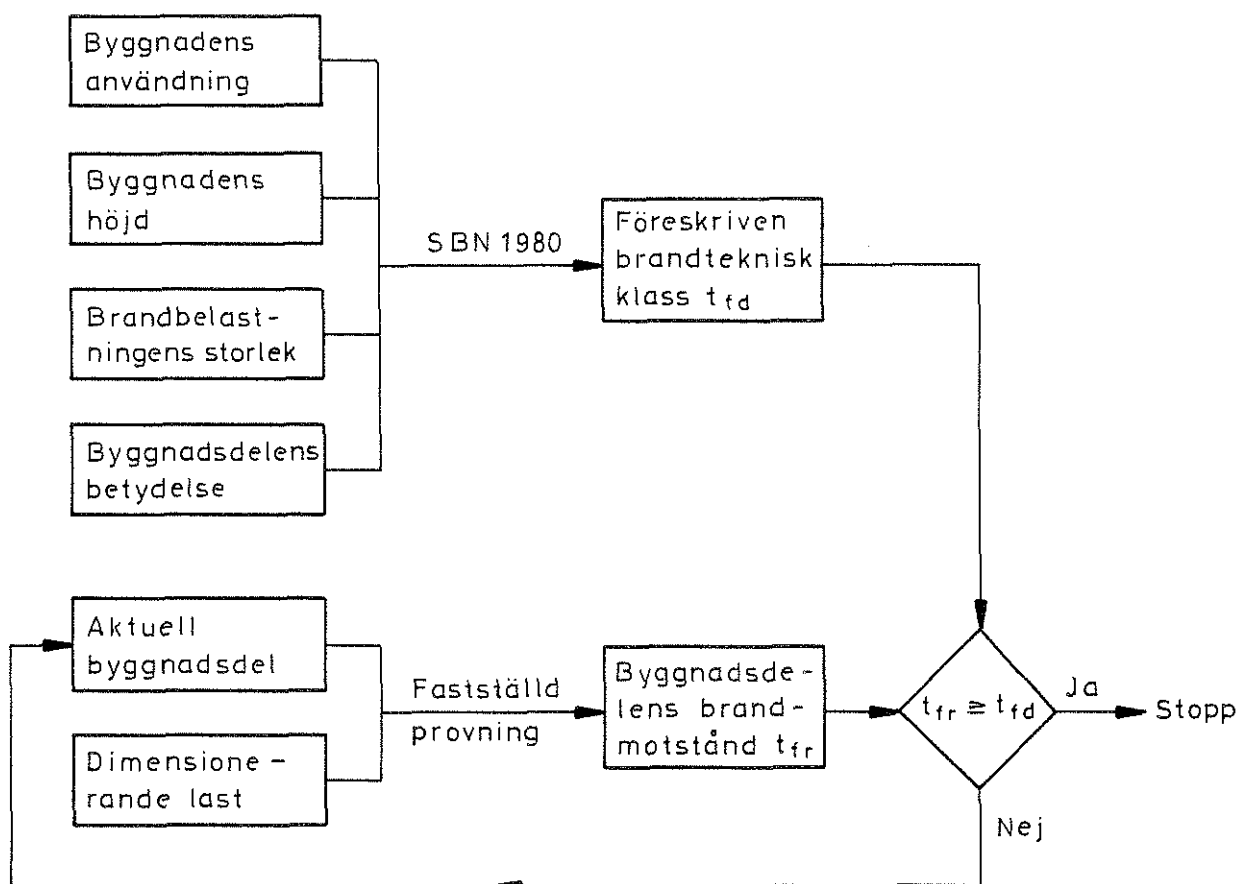 Byggnadens
användning
Byggnadens
höjd
Brandbelast-
ningens storlek
Byggnadsdelens
betydelse
SBN 1980
Föreskriven
brandteknisk
klass t_fd
Aktuell
byggnadsdel
Dimensione-
rande last
Fastställd
provning
Byggnadsde-
lens brand-
motstånd t_fr
t_fr ≥ t_fd
Ja
Stopp
Nej